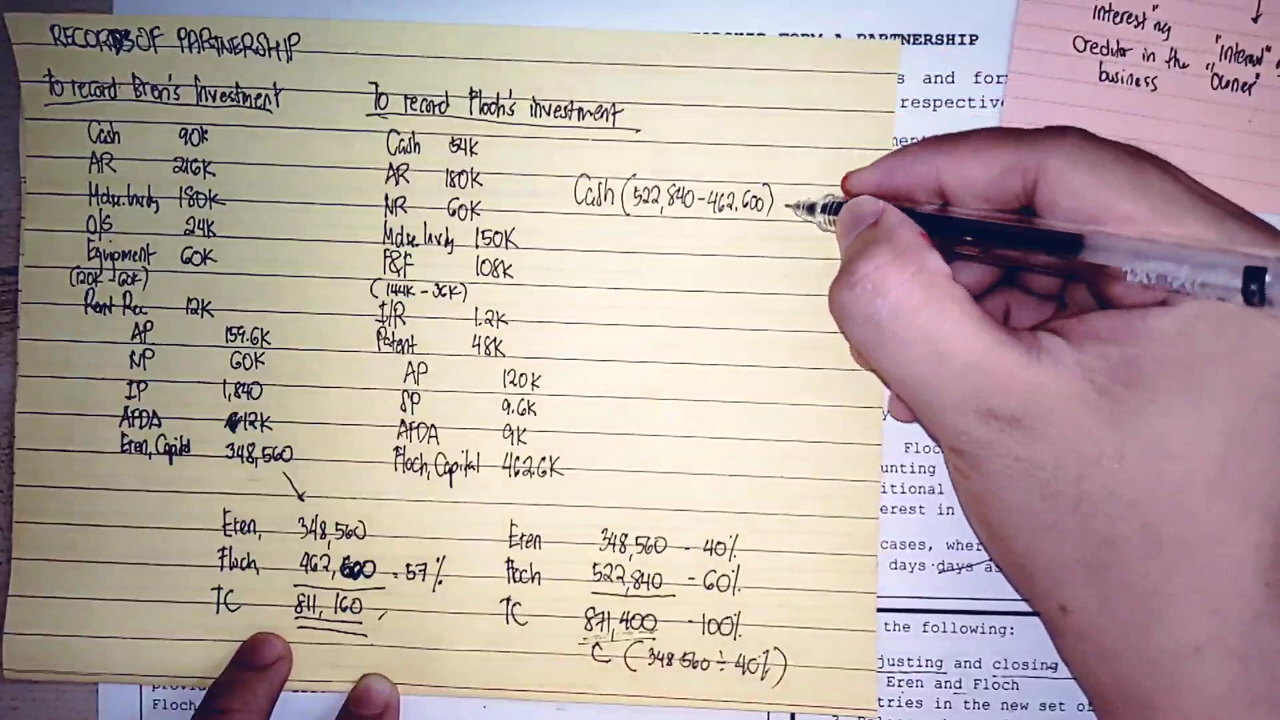 RECORDS OF PARTNERSHIP
To record Eren's Investment
Cash 90K
AR 216K
Mdse. Invty 180K
O/S 24K
Equipment 60K
(120K - 60K)
Rent Rec 12K
AP 159.6K
NP 60K
IP 1,840
AFDA 12K
Eren, Capital 348,560
To record Floch's investment
Cash 54K
AR 180K
NR 60K
Mdse. Invty 150K
F&F 108K
(144K - 36K)
I/R 1.2K
Patent 48K
AP 120K
SP 9.6K
AFDA 9K
Floch, Capital 462.6K
Cash (522,840-462,600)
Eren, 348,560
Floch, 462,600 - 57%
TC 811,160
Eren 348,560 - 40%
Floch 522,840 - 60%
TC 871,400 - 100%
(348.560 ÷ 40%)
FORM A PARTNERSHIP
s and for
respectiv
Interest" ng
Creditor in the
business
"interest"
"owner"
Floc
unting
itional
erest in
cases, wher
days days as
the following:
justing and closing
Eren and Floch
tries in the new set of
Floch